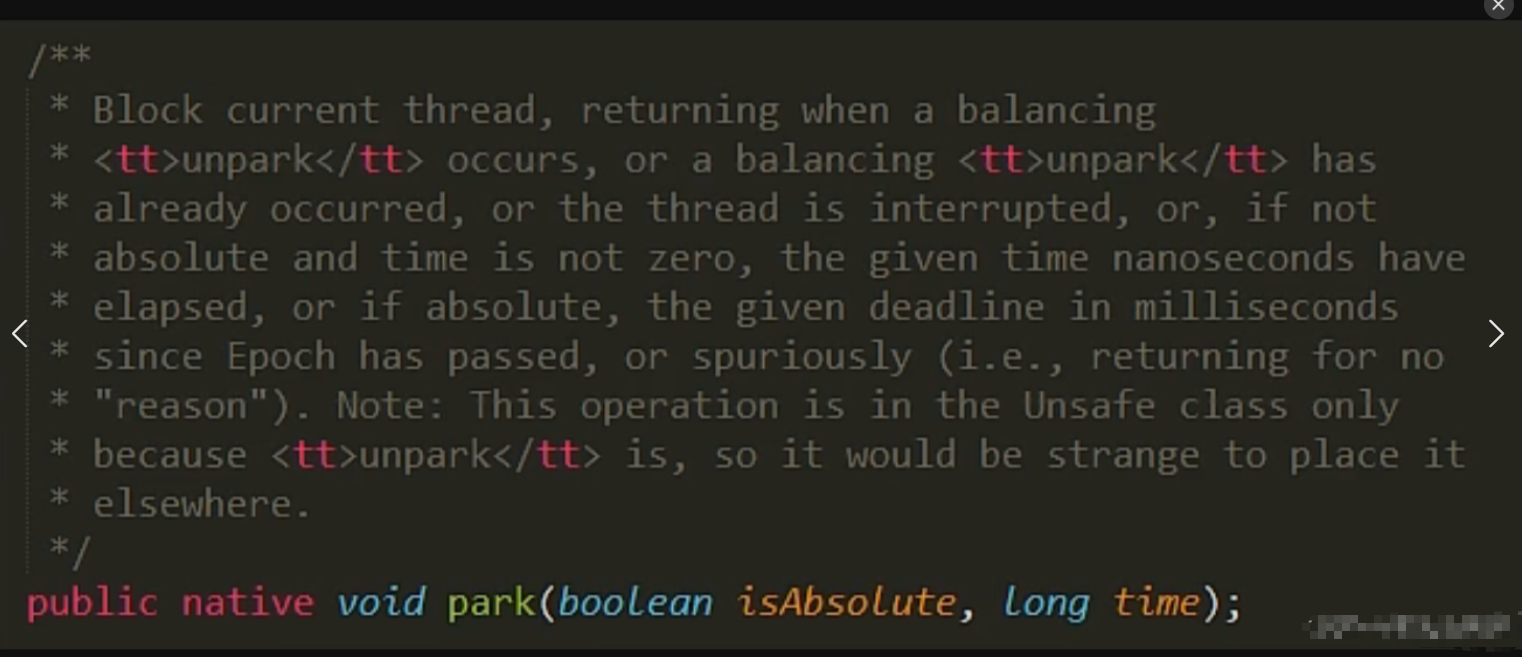 /**
* Block current thread, returning when a balancing
* <tt>unpark</tt> occurs, or a balancing <tt>unpark</tt> has
* already occurred, or the thread is interrupted, or, if not
* absolute and time is not zero, the given time nanoseconds have
* elapsed, or if absolute, the given deadline in milliseconds
* since Epoch has passed, or spuriously (i.e., returning for no
* "reason"). Note: This operation is in the Unsafe class only
* because <tt>unpark</tt> is, so it would be strange to place it
* elsewhere.
*/
public native void park(boolean isAbsolute, long time);